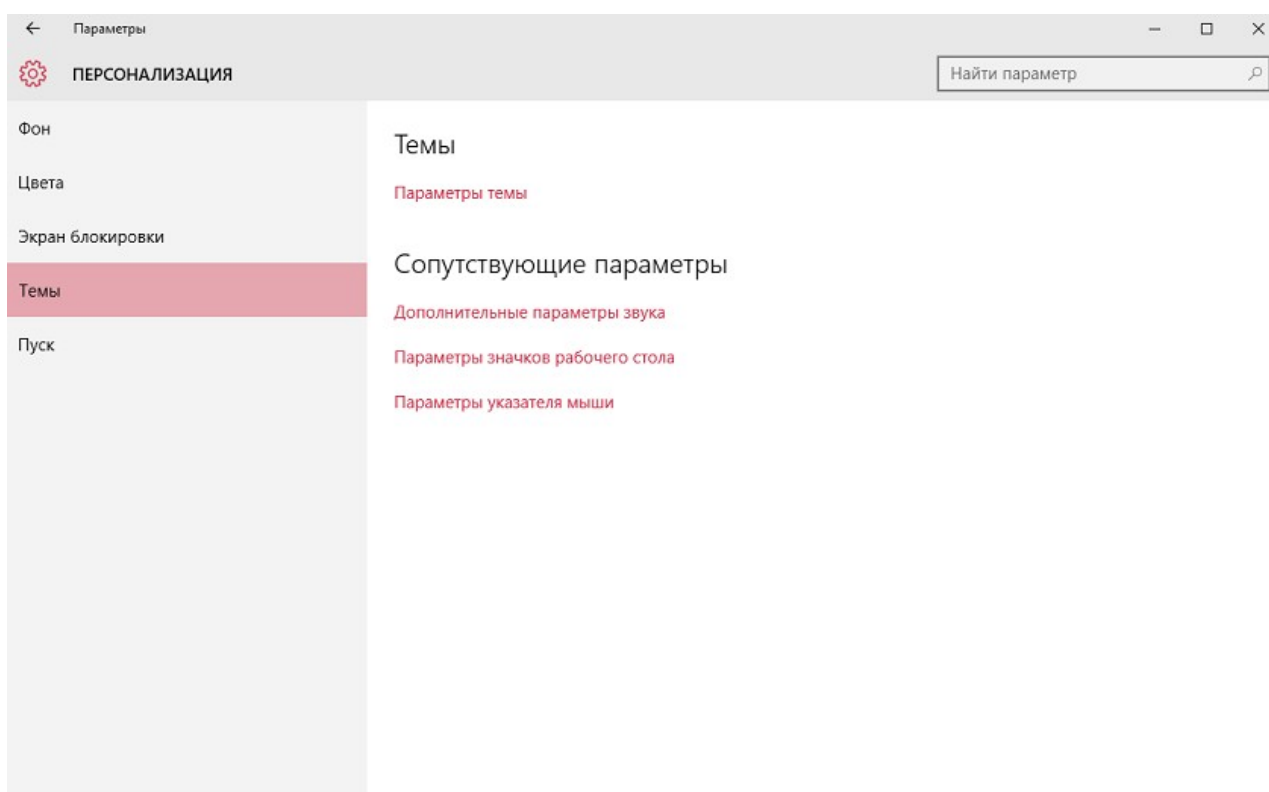 Параметры
ПЕРСОНАЛИЗАЦИЯ
Найти параметр
Фон
Цвета
Экран блокировки
Темы
Пуск
Темы
Параметры темы
Сопутствующие параметры
Дополнительные параметры звука
Параметры значков рабочего стола
Параметры указателя мыши